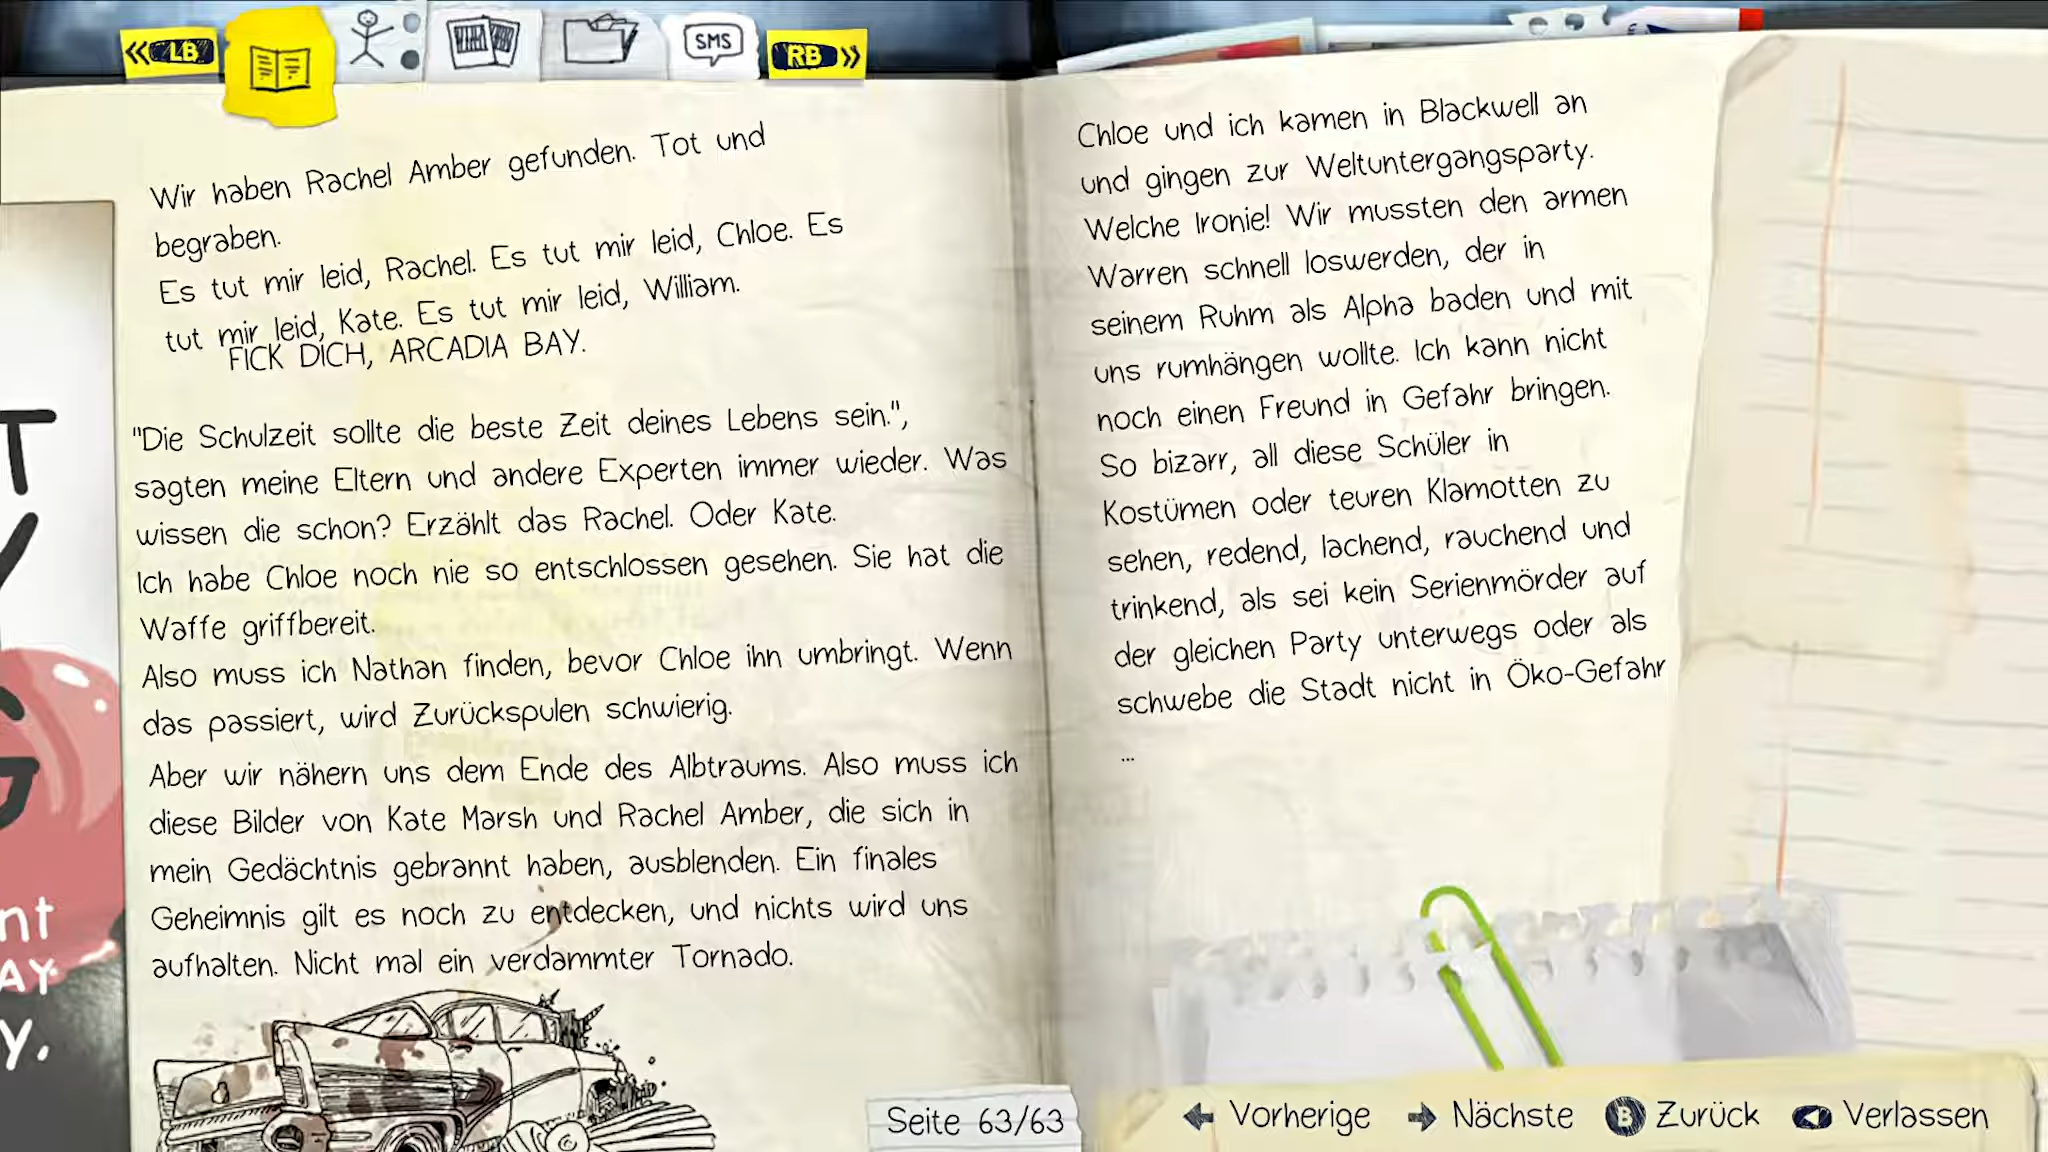 LB
SMS
RB
Wir haben Rachel Amber gefunden. Tot und
begraben.
Es tut mir leid, Rachel. Es tut mir leid, Chloe. Es
tut mir leid, Kate. Es tut mir leid, William.
FICK DICH, ARCADIA BAY.
"Die Schulzeit sollte die beste Zeit deines Lebens sein.",
sagten meine Eltern und andere Experten immer wieder. Was
wissen die schon? Erzählt das Rachel. Oder Kate.
Ich habe Chloe noch nie so entschlossen gesehen. Sie hat die
Waffe griffbereit.
Also muss ich Nathan finden, bevor Chloe ihn umbringt. Wenn
das passiert, wird Zurückspulen schwierig.
Aber wir nähern uns dem Ende des Albtraums. Also muss ich
diese Bilder von Kate Marsh und Rachel Amber, die sich in
mein Gedächtnis gebrannt haben, ausblenden. Ein finales
Geheimnis gilt es noch zu entdecken, und nichts wird uns
aufhalten. Nicht mal ein verdammter Tornado.
Chloe und ich kamen in Blackwell an
und gingen zur Weltuntergangsparty.
Welche Ironie! Wir mussten den armen
Warren schnell loswerden, der in
seinem Ruhm als Alpha baden und mit
uns rumhängen wollte. Ich kann nicht
noch einen Freund in Gefahr bringen.
So bizarr, all diese Schüler in
Kostümen oder teuren Klamotten zu
sehen, redend, lachend, rauchend und
trinkend, als sei kein Serienmörder auf
der gleichen Party unterwegs oder als
schwebe die Stadt nicht in Öko-Gefahr
...
Seite 63/63
Vorherige
Nächste
B Zurück
Verlassen